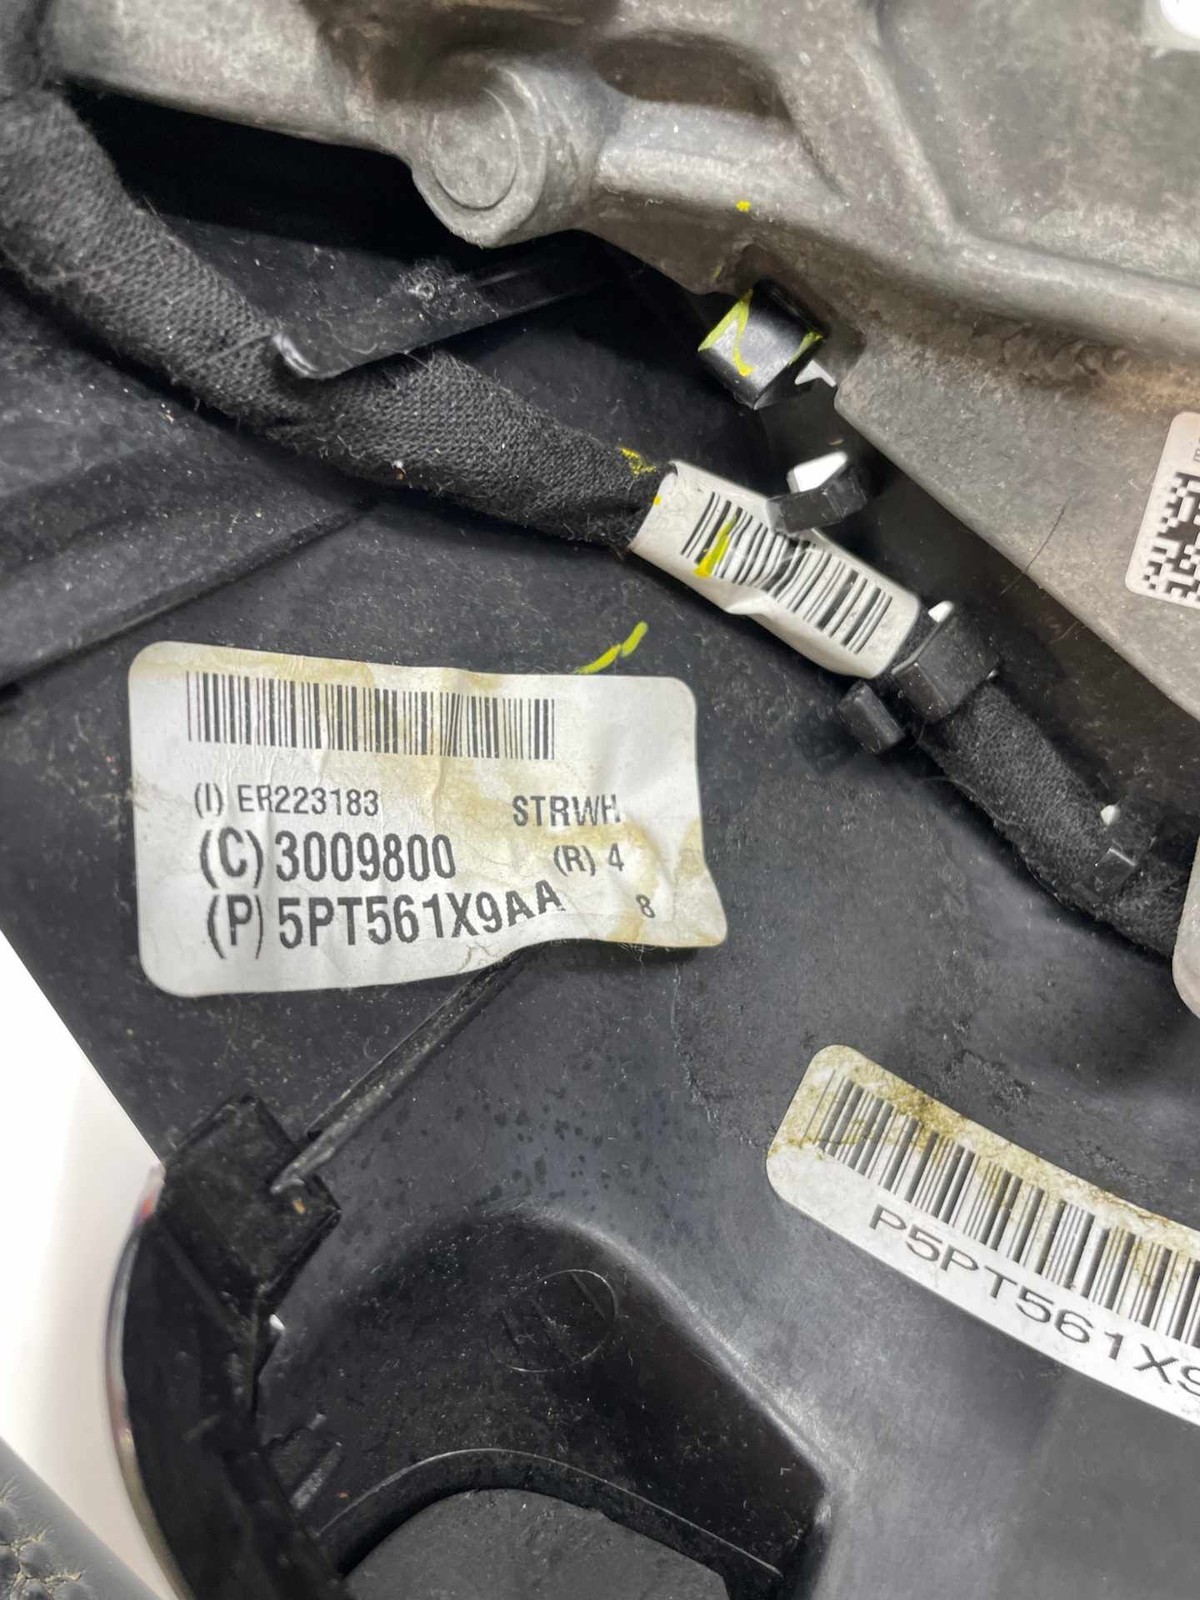 (I) ER223183 STRWH
(C) 3009800 (R) 4
(P) 5PT561X9AA 8
P5PT561X9